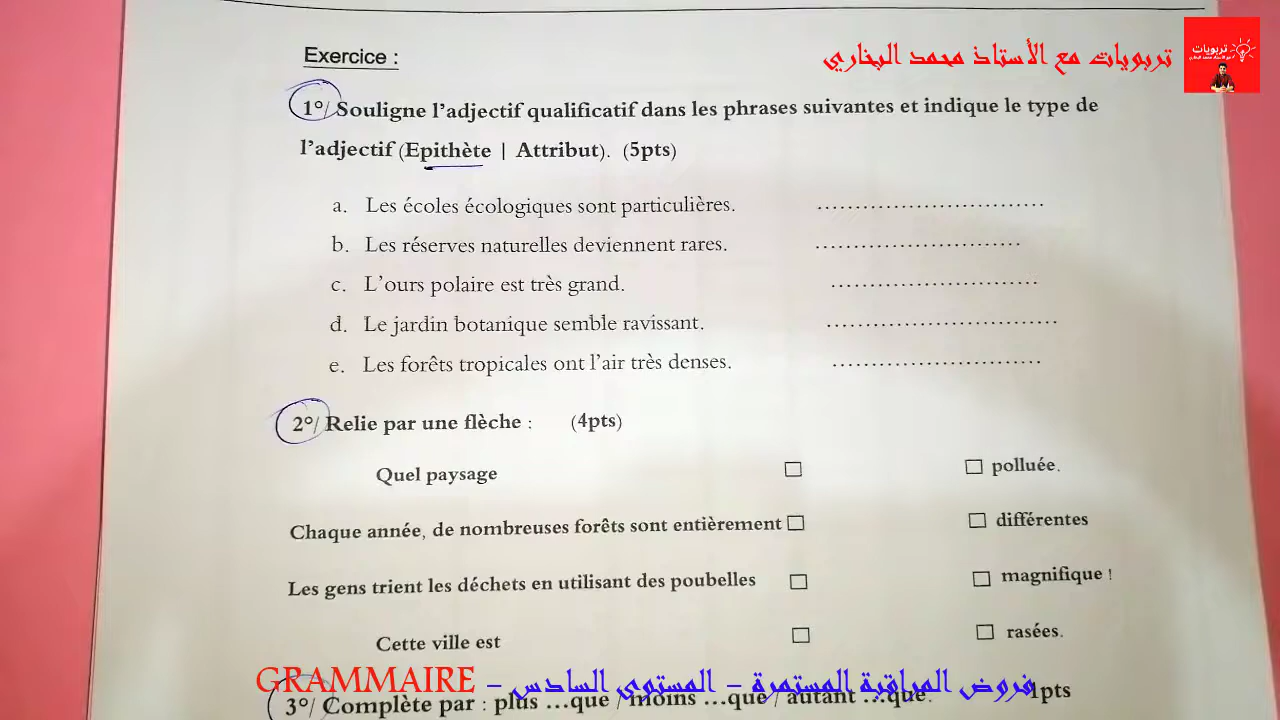 Exercice :
تربويات مع الأستاذ محمد البخاري
تربويات
1°/ Souligne l'adjectif qualificatif dans les phrases suivantes et indique le type de
l'adjectif (Epithète | Attribut). (5pts)
a. Les écoles écologiques sont particulières. ..............................
b. Les réserves naturelles deviennent rares. ...........................
c. L'ours polaire est très grand. ...........................
d. Le jardin botanique semble ravissant. ..............................
e. Les forêts tropicales ont l'air très denses. ...........................
2°/ Relie par une flèche : (4pts)
Quel paysage □ □ polluée.
Chaque année, de nombreuses forêts sont entièrement □ □ différentes
Les gens trient les déchets en utilisant des poubelles □ □ magnifique !
Cette ville est □ □ rasées.
GRAMMAIRE - فروض المراقبة المستمرة - المستوى السادس
3°/ Complète par : plus ...que / moins ...que / autant ...que. 1pts